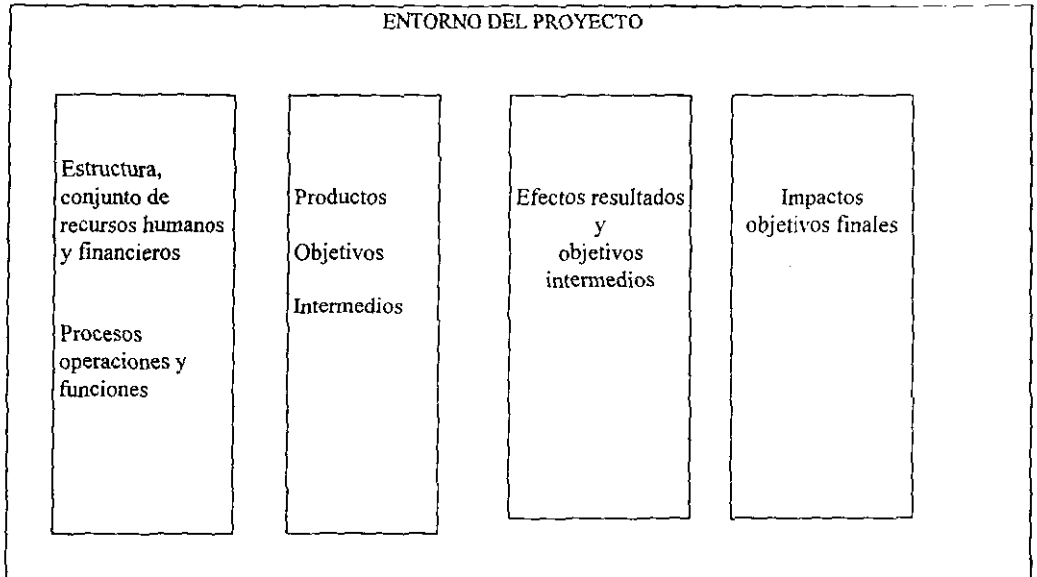 ENTORNO DEL PROYECTO
Estructura,
conjunto de
recursos humanos
y financieros
Procesos
operaciones y
funciones
Productos
Objetivos
Intermedios
Efectos resultados
y
objetivos
intermedios
Impactos
objetivos finales